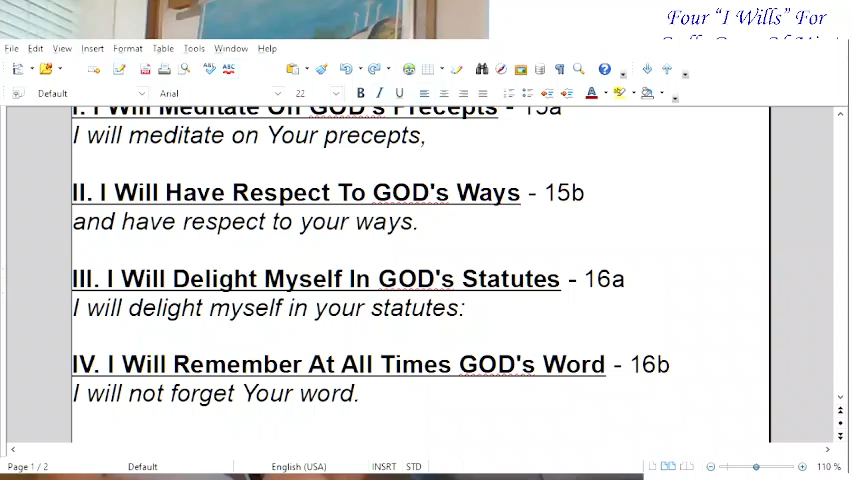 Four “I Wills” For
File Edit View Insert Format Table Tools Window Help
Default Arial 22 B I U A
I. I Will Meditate On GOD's Precepts - 15a
I will meditate on Your precepts,
II. I Will Have Respect To GOD's Ways - 15b
and have respect to your ways.
III. I Will Delight Myself In GOD's Statutes - 16a
I will delight myself in your statutes:
IV. I Will Remember At All Times GOD's Word - 16b
I will not forget Your word.
Page 1 / 2 Default English (USA) INSRT STD 110 %